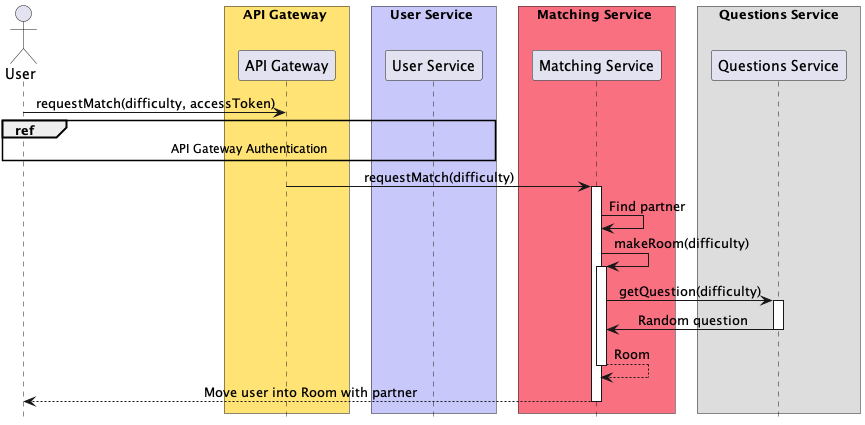 API Gateway
User Service
Matching Service
Questions Service
User
API Gateway
User Service
Matching Service
Questions Service
requestMatch(difficulty, accessToken)
ref
API Gateway Authentication
requestMatch(difficulty)
Find partner
makeRoom(difficulty)
getQuestion(difficulty)
Random question
Room
Move user into Room with partner